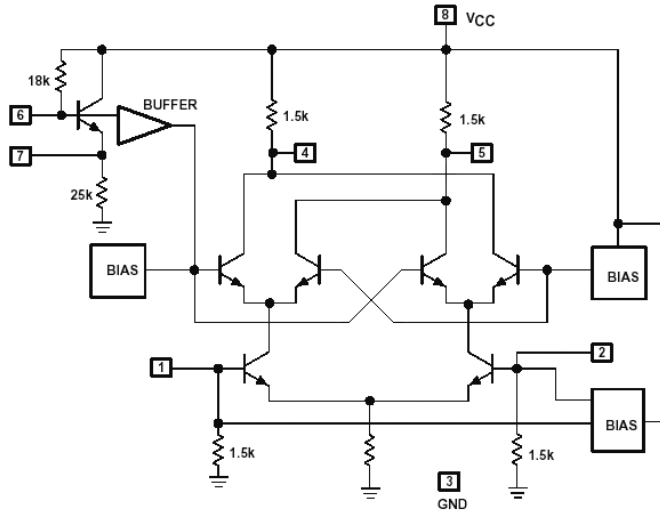 8 VCC
18k
BUFFER
6
1.5k
1.5k
7
4
5
25k
BIAS
BIAS
1
2
BIAS
1.5k
1.5k
3
GND